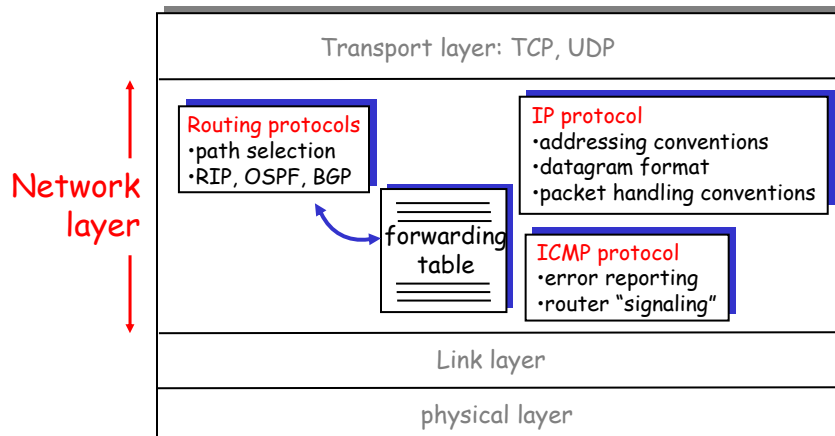 Transport layer: TCP, UDP
Network
layer
Routing protocols
•path selection
•RIP, OSPF, BGP
forwarding
table
IP protocol
•addressing conventions
•datagram format
•packet handling conventions
ICMP protocol
•error reporting
•router “signaling”
Link layer
physical layer